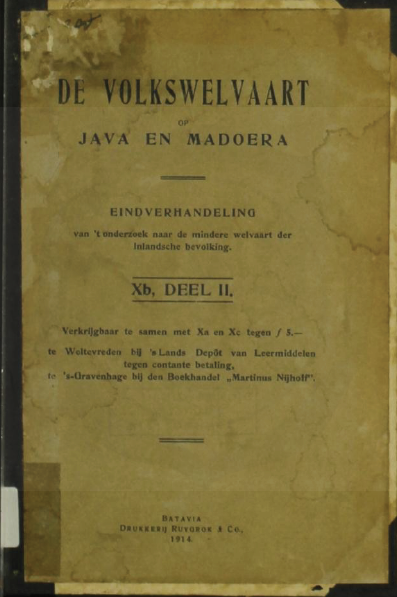 DE VOLKSWELVAART
OP
JAVA EN MADOERA
EINDVERHANDELING
van 't onderzoek naar de mindere welvaart der
Inlandsche bevolking.
Xb, DEEL II.
Verkrijgbaar te samen met Xa en Xc tegen f 5.—
te Weltevreden bij 's Lands Depôt van Leermiddelen
tegen contante betaling,
te 's-Gravenhage bij den Boekhandel „Martinus Nijhoff".
BATAVIA
DRUKKERIJ RUYGROK & Co.
1914.